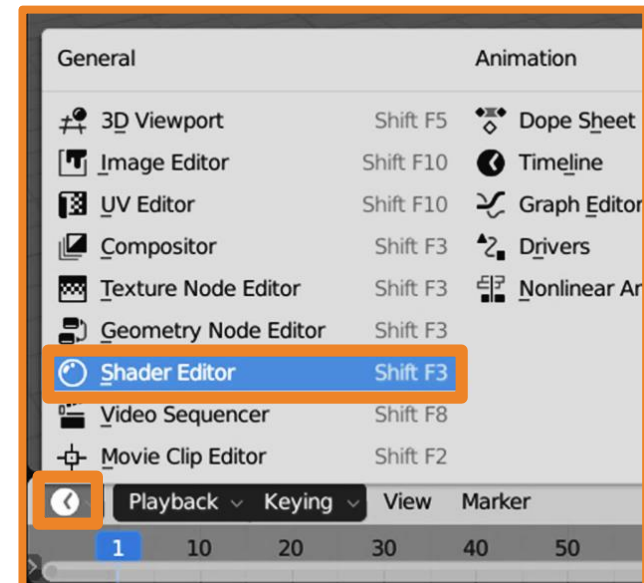 General Animation
3D Viewport Shift F5 Dope Sheet
Image Editor Shift F10 Timeline
UV Editor Shift F10 Graph Editor
Compositor Shift F3 Drivers
Texture Node Editor Shift F3 Nonlinear An
Geometry Node Editor Shift F3
Shader Editor Shift F3
Video Sequencer Shift F8
Movie Clip Editor Shift F2
Playback Keying View Marker
1 10 20 30 40 50